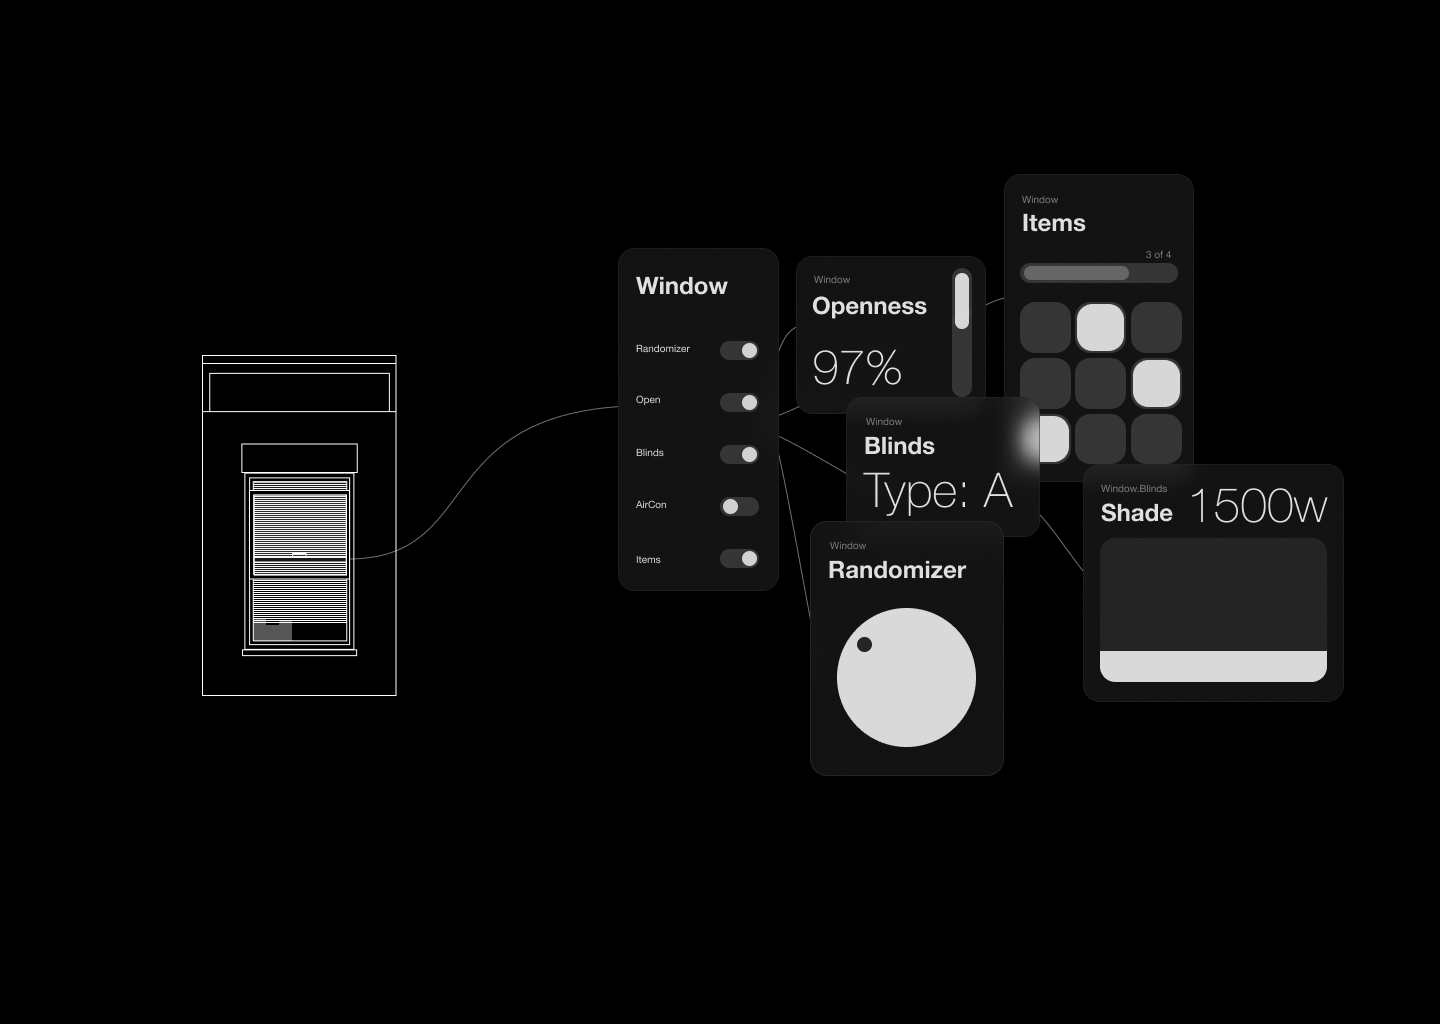 Window
Randomizer
Open
Blinds
AirCon
Items
Window
Openness
97%
Window
Items
3 of 4
Window
Blinds
Type: A
Window.Blinds
Shade
1500w
Window
Randomizer